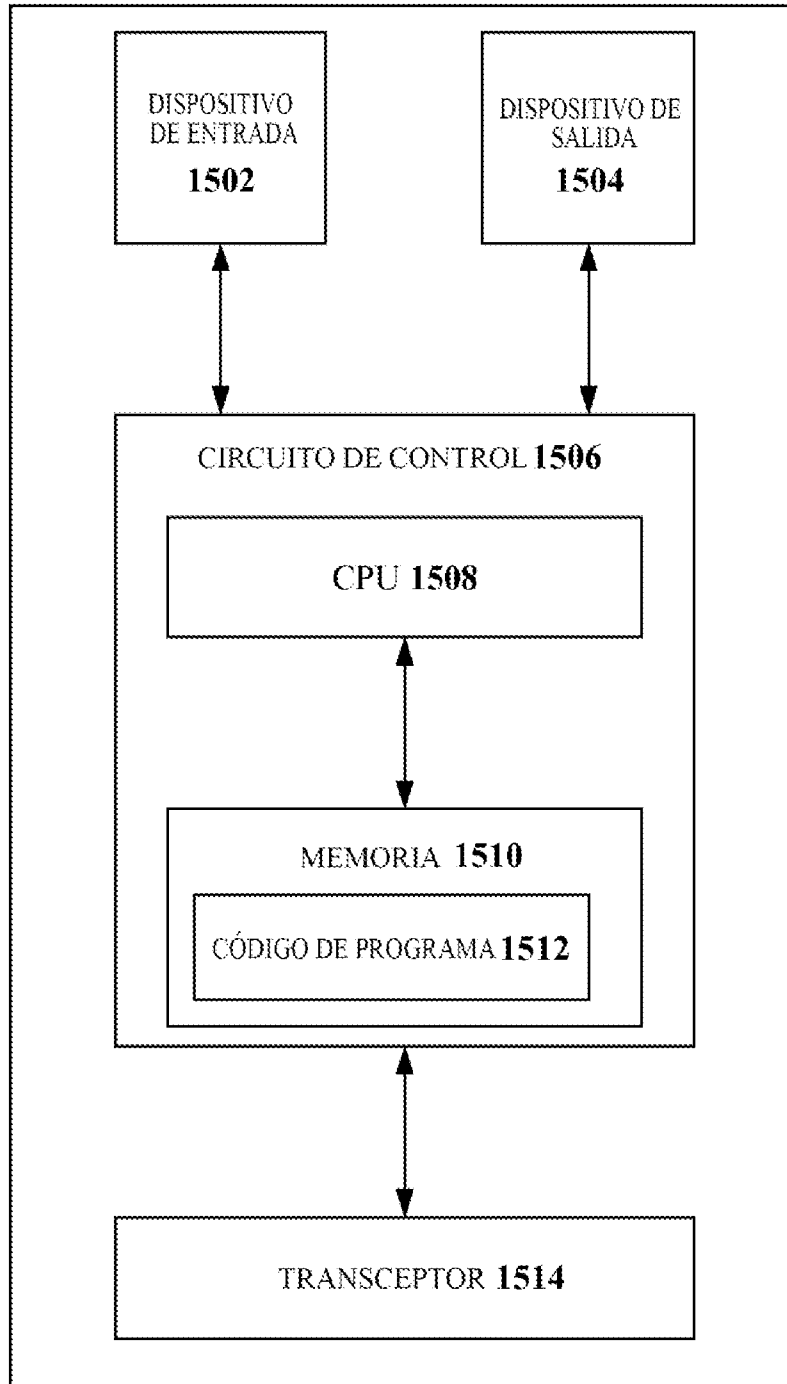 DISPOSITIVO
DE ENTRADA
1502
DISPOSITIVO DE
SALIDA
1504
CIRCUITO DE CONTROL 1506
CPU 1508
MEMORIA 1510
CÓDIGO DE PROGRAMA 1512
TRANSCEPTOR 1514